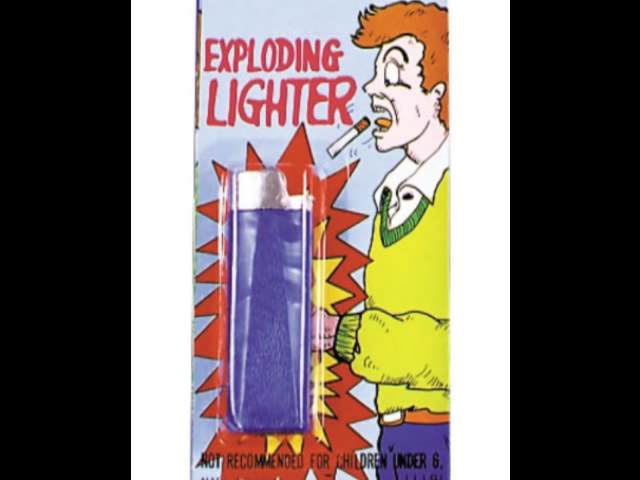 EXPLODING
LIGHTER
NOT RECOMMENDED FOR CHILDREN UNDER 6.